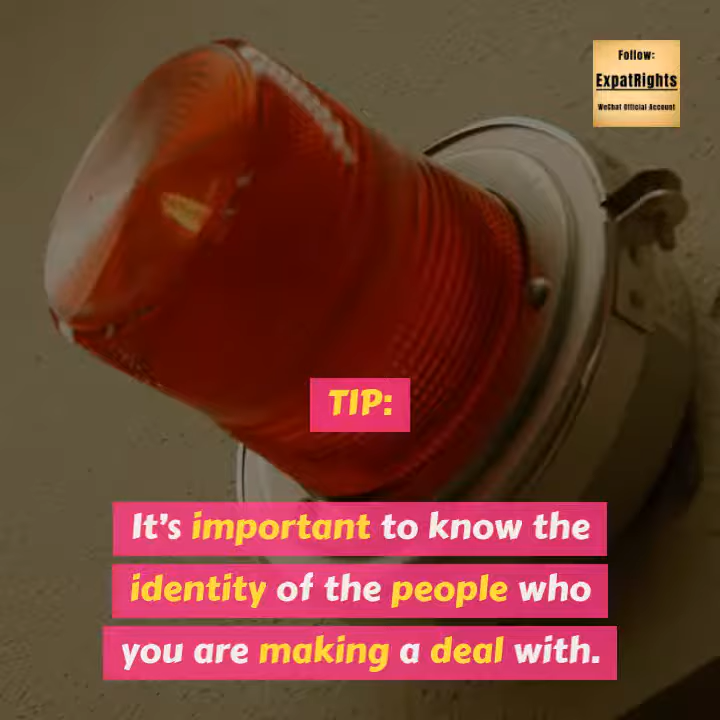 Follow:
ExpatRights
WeChat Official Account
TIP:
It's important to know the
identity of the people who
you are making a deal with.